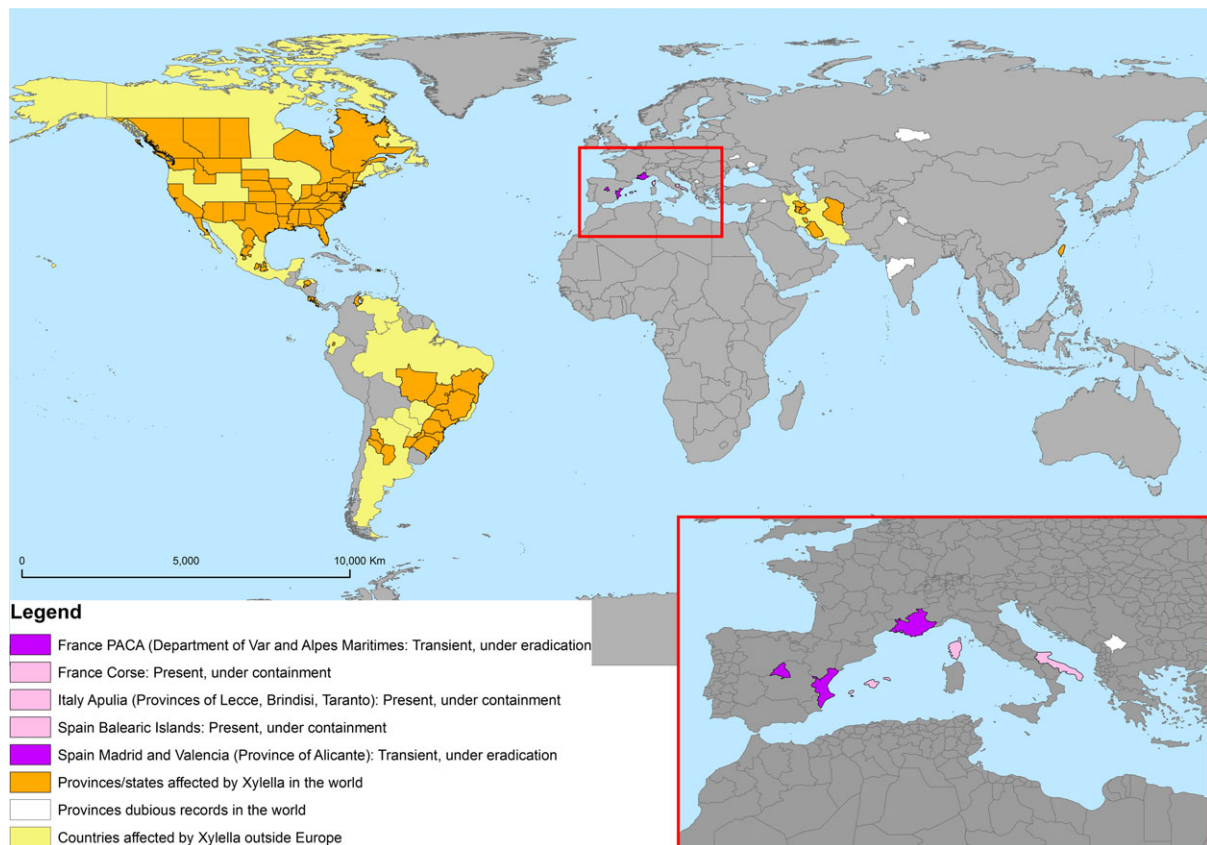 0 5,000 10,000 Km
Legend
France PACA (Department of Var and Alpes Maritimes: Transient, under eradication
France Corse: Present, under containment
Italy Apulia (Provinces of Lecce, Brindisi, Taranto): Present, under containment
Spain Balearic Islands: Present, under containment
Spain Madrid and Valencia (Province of Alicante): Transient, under eradication
Provinces/states affected by Xylella in the world
Provinces dubious records in the world
Countries affected by Xylella outside Europe